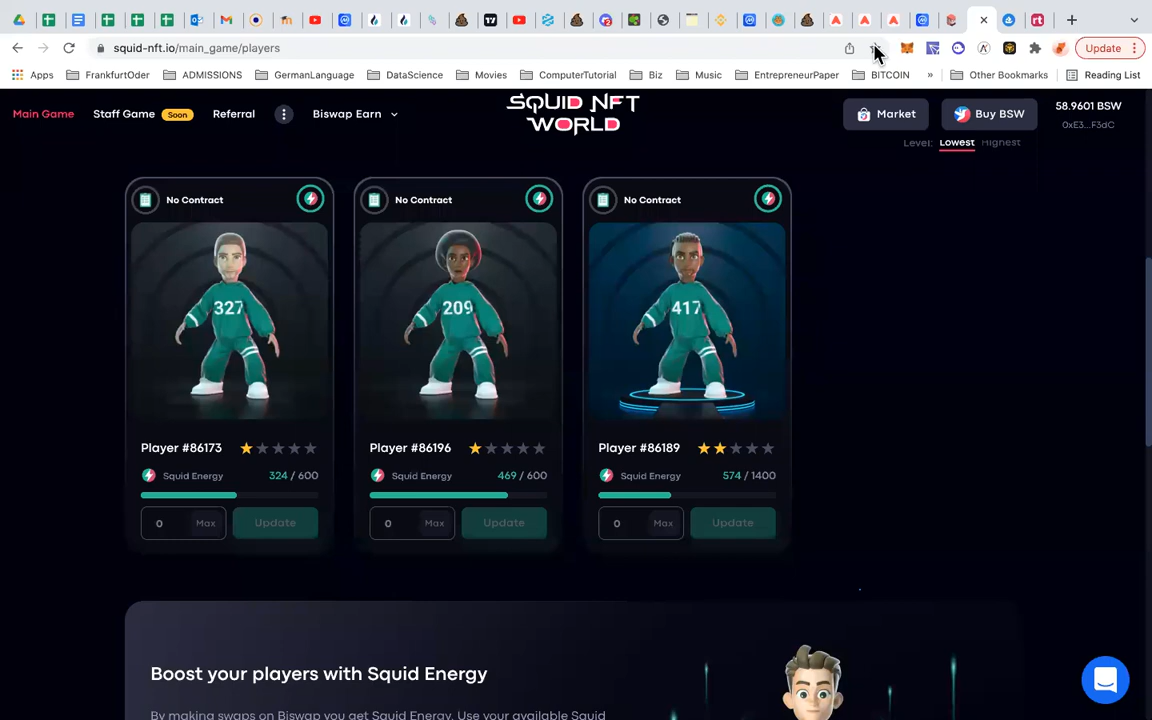 squid-nft.io/main_game/players
Update
Apps FrankfurtOder ADMISSIONS GermanLanguage DataScience Movies ComputerTutorial Biz Music EntrepreneurPaper BITCOIN » Other Bookmarks Reading List
Main Game Staff Game Soon Referral Biswap Earn SQUID NFT WORLD Market Buy BSW 58.9601 BSW
0xE3...F3dC
Level: Lowest Highest
No Contract No Contract No Contract
327 209 417
Player #86173 Player #86196 Player #86189
Squid Energy 324 / 600 Squid Energy 469 / 600 Squid Energy 574 / 1400
0 Max Update 0 Max Update 0 Max Update
Boost your players with Squid Energy
By making swaps on Biswap you get Squid Energy. Use your available Squid